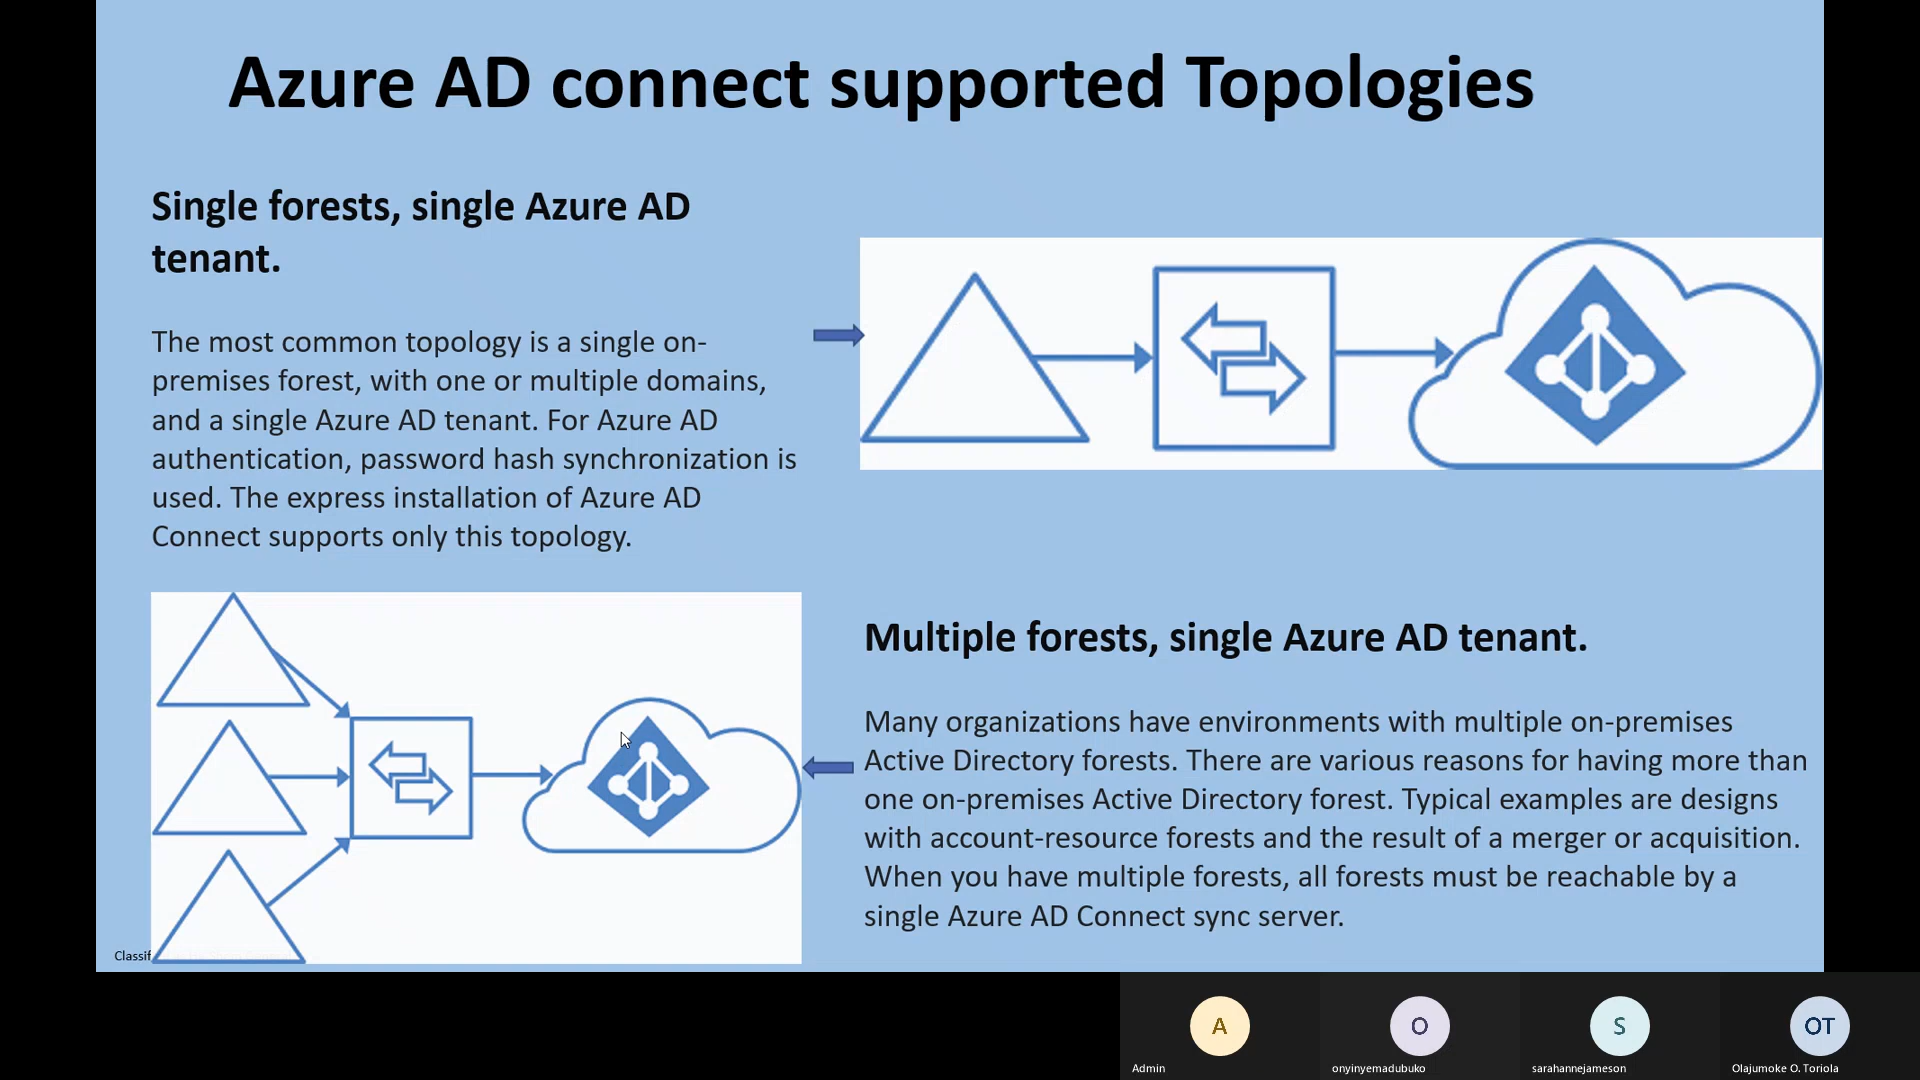 Azure AD connect supported Topologies
Single forests, single Azure AD
tenant.
The most common topology is a single on-
premises forest, with one or multiple domains,
and a single Azure AD tenant. For Azure AD
authentication, password hash synchronization is
used. The express installation of Azure AD
Connect supports only this topology.
Multiple forests, single Azure AD tenant.
Many organizations have environments with multiple on-premises
Active Directory forests. There are various reasons for having more than
one on-premises Active Directory forest. Typical examples are designs
with account-resource forests and the result of a merger or acquisition.
When you have multiple forests, all forests must be reachable by a
single Azure AD Connect sync server.
Classif
A
O
S
OT
Admin
onyinyemadubuko
sarahannejameson
Olajumoke O. Toriola